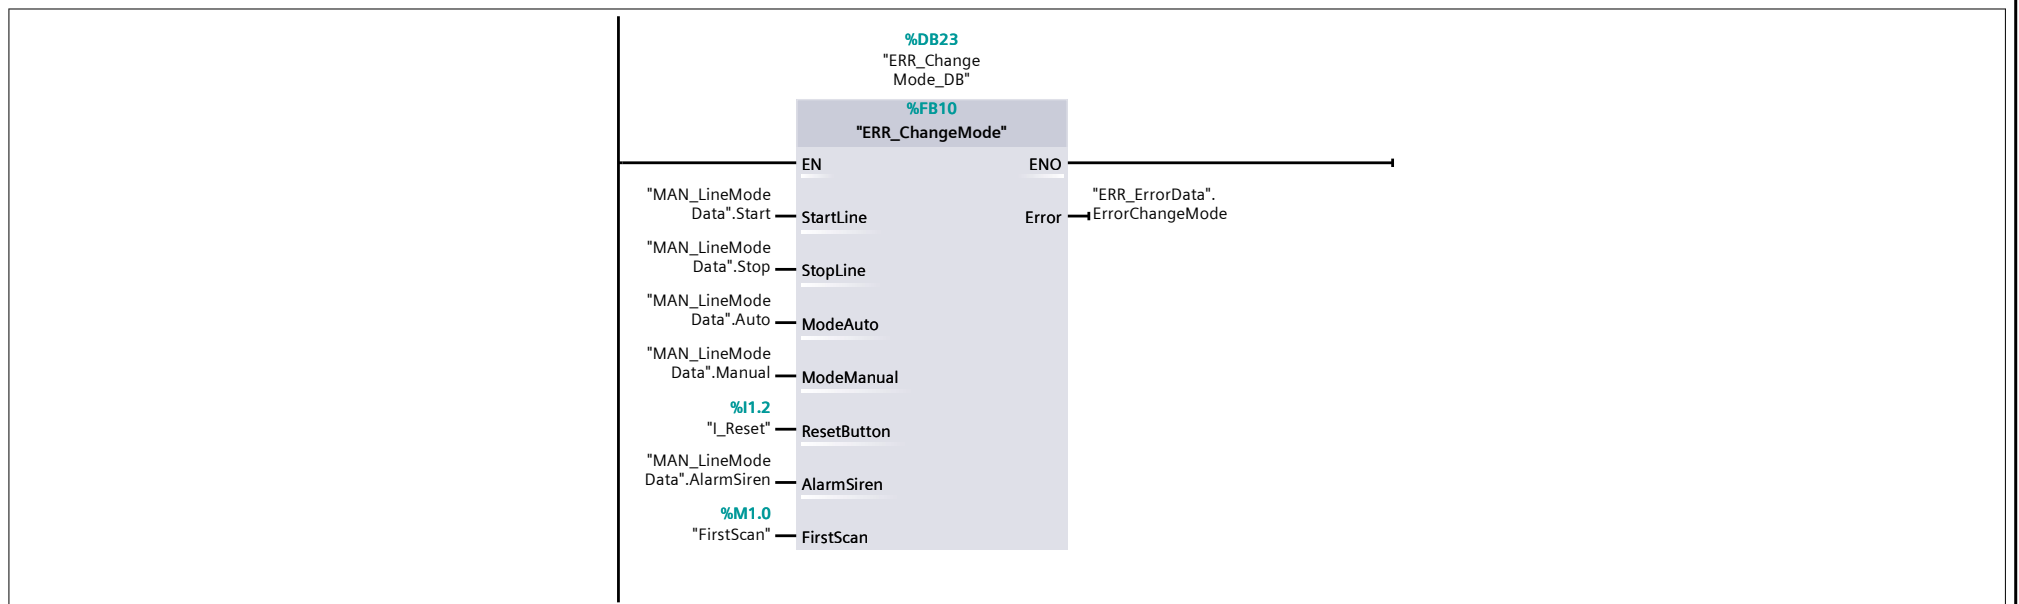 %DB23
"ERR_Change
Mode_DB"
%FB10
"ERR_ChangeMode"
EN
ENO
"MAN_LineMode
Data".Start
StartLine
Error
"ERR_ErrorData".
ErrorChangeMode
"MAN_LineMode
Data".Stop
StopLine
"MAN_LineMode
Data".Auto
ModeAuto
"MAN_LineMode
Data".Manual
ModeManual
%I1.2
"I_Reset"
ResetButton
"MAN_LineMode
Data".AlarmSiren
AlarmSiren
%M1.0
"FirstScan"
FirstScan